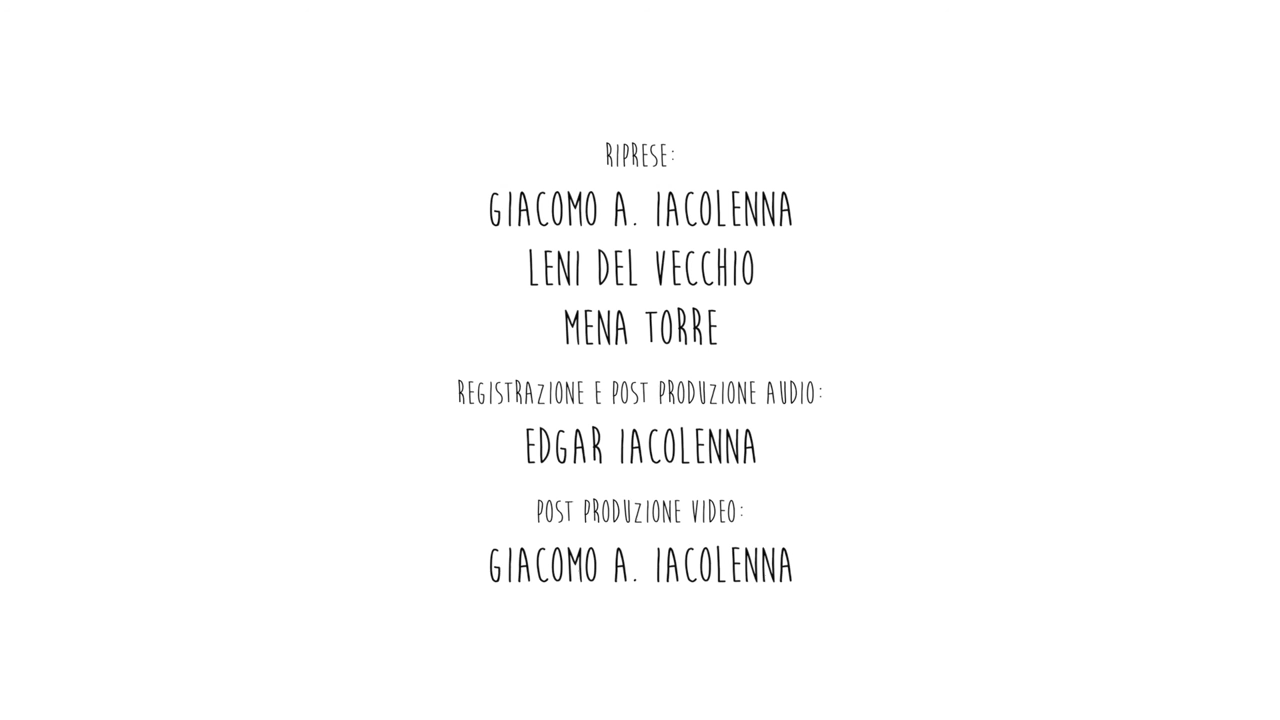 RIPRESE:
GIACOMO A. IACOLENNA
LENI DEL VECCHIO
MENA TORRE
REGISTRAZIONE E POST PRODUZIONE AUDIO:
EDGAR IACOLENNA
POST PRODUZIONE VIDEO:
GIACOMO A. IACOLENNA